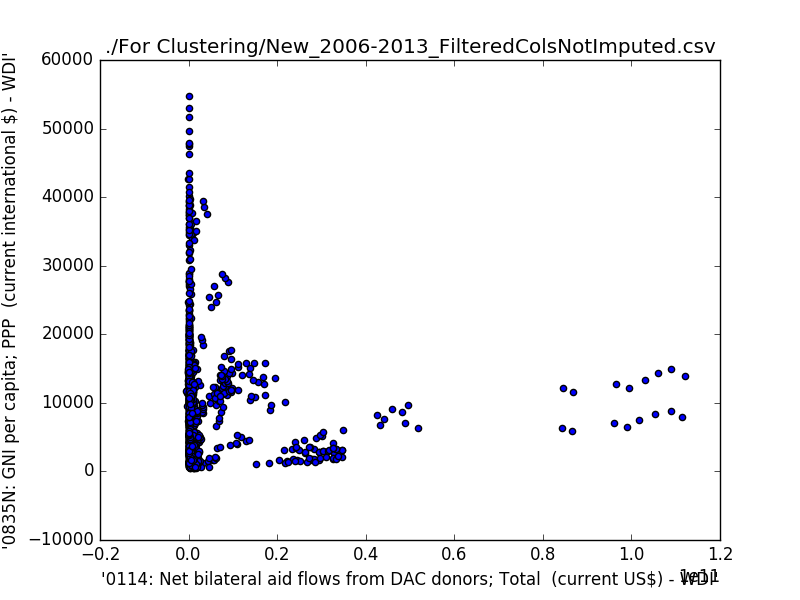 ./For Clustering/New_2006-2013_FilteredColsNotImputed.csv
'0835N: GNI per capita; PPP (current international $) - WDI'
60000
50000
40000
30000
20000
10000
0
−10000
−0.2 0.0 0.2 0.4 0.6 0.8 1.0 1.2
1e11
'0114: Net bilateral aid flows from DAC donors; Total (current US$) - WDI'